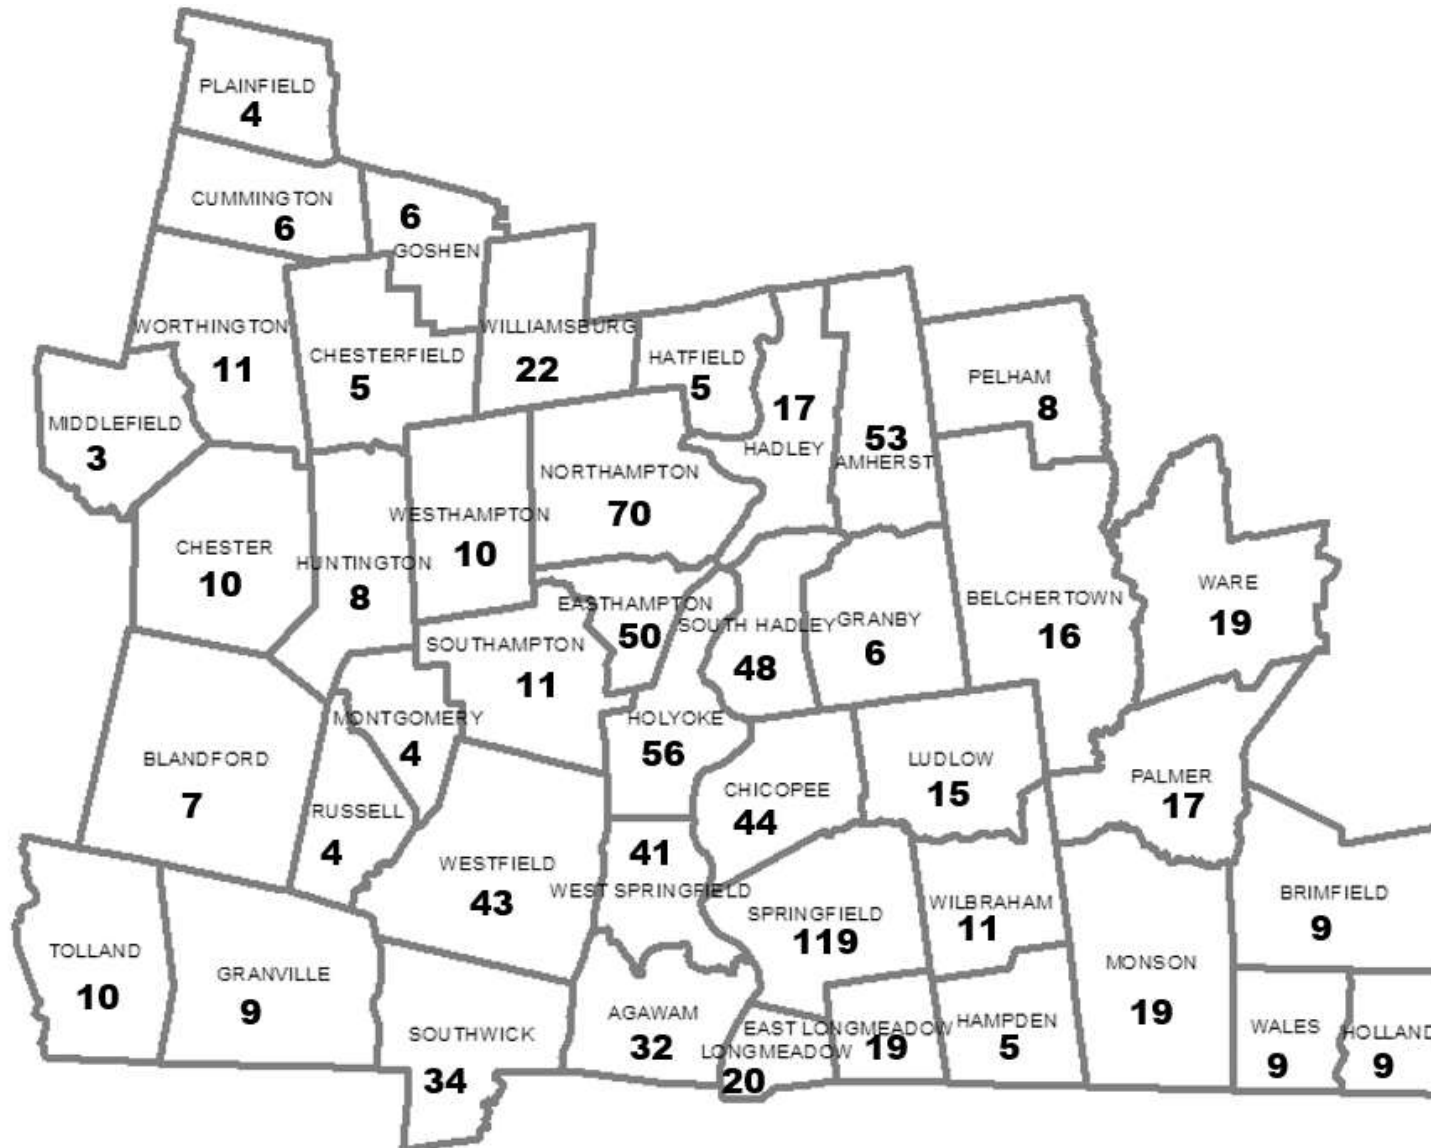 PLAINFIELD
4
CUMMINGTON
6
6
GOSHEN
WORTHINGTON
11
CHESTERFIELD
5
WILLIAMSBURG
22
HATFIELD
5
17
HADLEY
53
AMHERST
PELHAM
8
MIDDLEFIELD
3
NORTHAMPTON
70
WESTHAMPTON
10
CHESTER
10
HUNTINGTON
8
EASTHAMPTON
50
SOUTH HADLEY
48
GRANBY
6
BELCHERTOWN
16
WARE
19
SOUTHAMPTON
11
MONTGOMERY
4
HOLYOKE
56
BLANDFORD
7
RUSSELL
4
CHICOPEE
44
LUDLOW
15
PALMER
17
WESTFIELD
43
41
WEST SPRINGFIELD
SPRINGFIELD
119
WILBRAHAM
11
BRIMFIELD
9
TOLLAND
10
GRANVILLE
9
MONSON
19
SOUTHWICK
34
AGAWAM
32
EAST LONGMEADOW
19
LONGMEADOW
20
HAMPDEN
5
WALES
9
HOLLAND
9